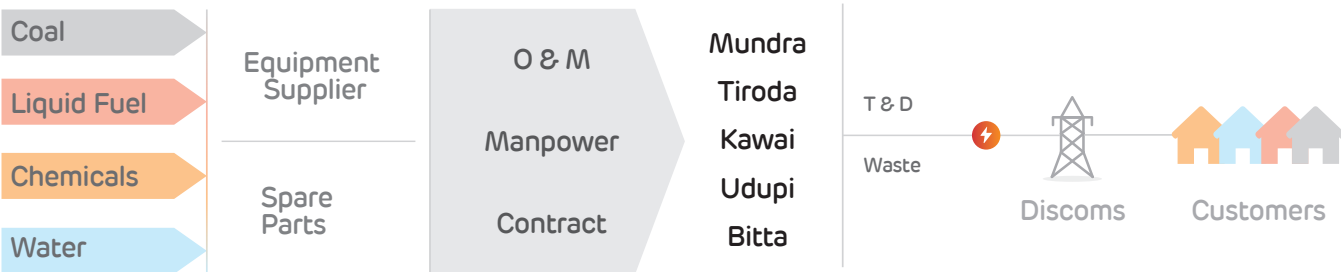 Coal
Liquid Fuel
Chemicals
Water
Equipment
Supplier
Spare
Parts
O & M
Manpower
Contract
Mundra
Tiroda
Kawai
Udupi
Bitta
T & D
Waste
Discoms
Customers